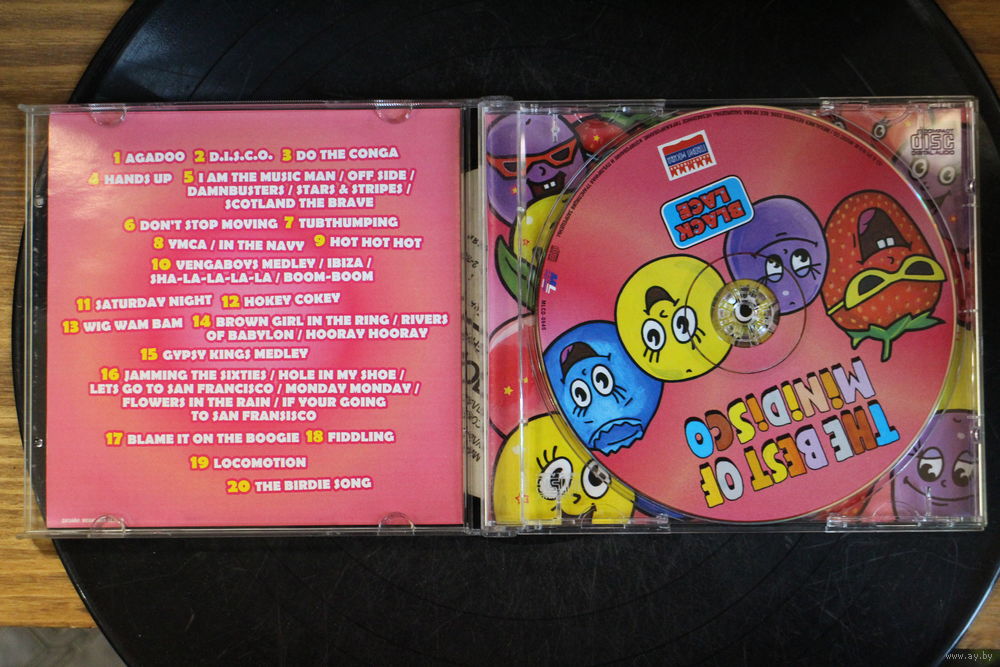 1 AGADOO 2 D.I.S.C.O. 3 DO THE CONGA
4 HANDS UP 5 I AM THE MUSIC MAN / OFF SIDE /
DAMNBUSTERS / STARS & STRIPES /
SCOTLAND THE BRAVE
6 DON'T STOP MOVING 7 TUBTHUMPING
8 YMCA / IN THE NAVY 9 HOT HOT HOT
10 VENGABOYS MEDLEY / IBIZA /
SHA-LA-LA-LA-LA / BOOM-BOOM
11 SATURDAY NIGHT 12 HOKEY COKEY
13 WIG WAM BAM 14 BROWN GIRL IN THE RING / RIVERS
OF BABYLON / HOORAY HOORAY
15 GYPSY KINGS MEDLEY
16 JAMMING THE SIXTIES / HOLE IN MY SHOE /
LETS GO TO SAN FRANCISCO / MONDAY MONDAY /
FLOWERS IN THE RAIN / IF YOUR GOING
TO SAN FRANSISCO
17 BLAME IT ON THE BOOGIE 18 FIDDLING
19 LOCOMOTION
20 THE BIRDIE SONG
COMPACT
disc
DIGITAL AUDIO
BLACK
LACE
THE BEST OF
MINIDISCO
www.ay.by